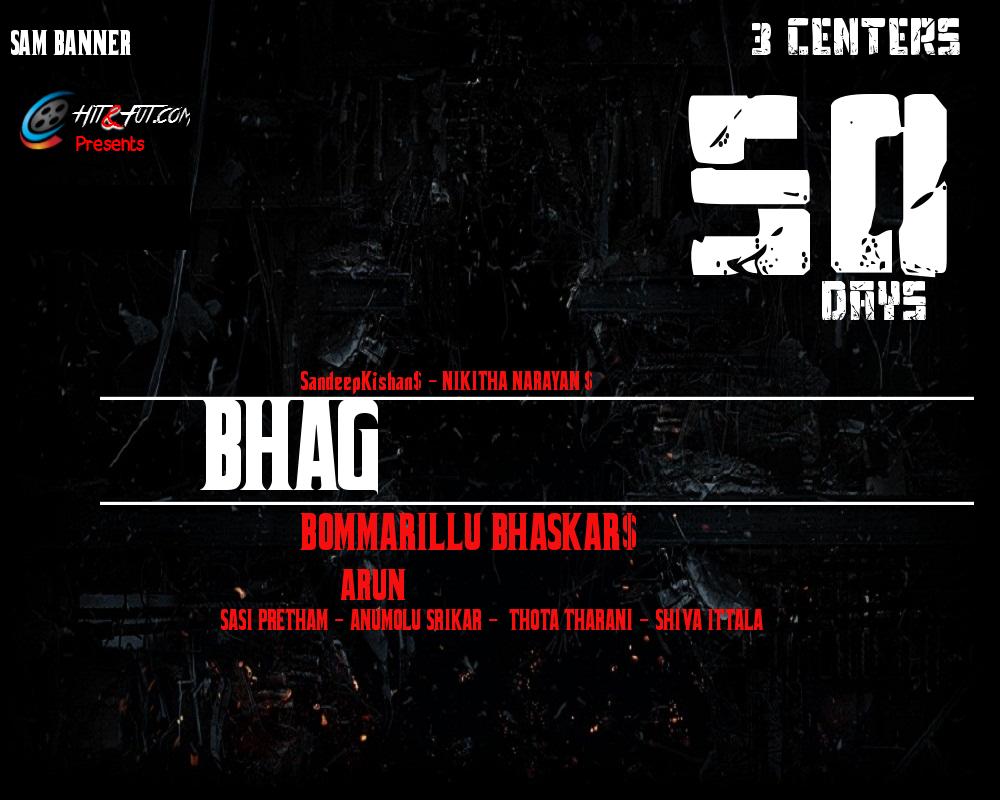 SAM BANNER
3 CENTERS
HIT&FUT.COM
Presents
50
DAYS
SandeepKishan$ - NIKITHA NARAYAN $
BHAG
BOMMARILLU BHASKAR$
ARUN
SASI PRETHAM - ANUMOLU SRIKAR - THOTA THARANI - SHIVA ITTALA